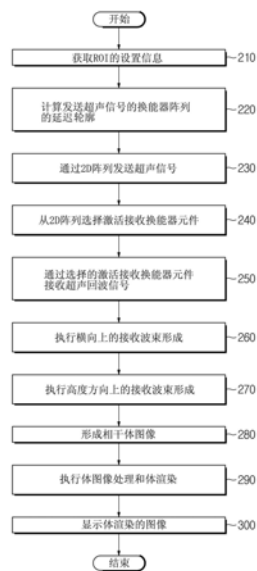 开始
获取ROI的设置信息
210
计算发送超声信号的换能器阵列
的延迟轮廓
220
通过2D阵列发送超声信号
230
从2D阵列选择激活接收换能器元件
240
通过选择的激活接收换能器元件
接收超声回波信号
250
执行横向上的接收波束形成
260
执行高度方向上的接收波束形成
270
形成相干体图像
280
执行体图像处理和体渲染
290
显示体渲染的图像
300
结束